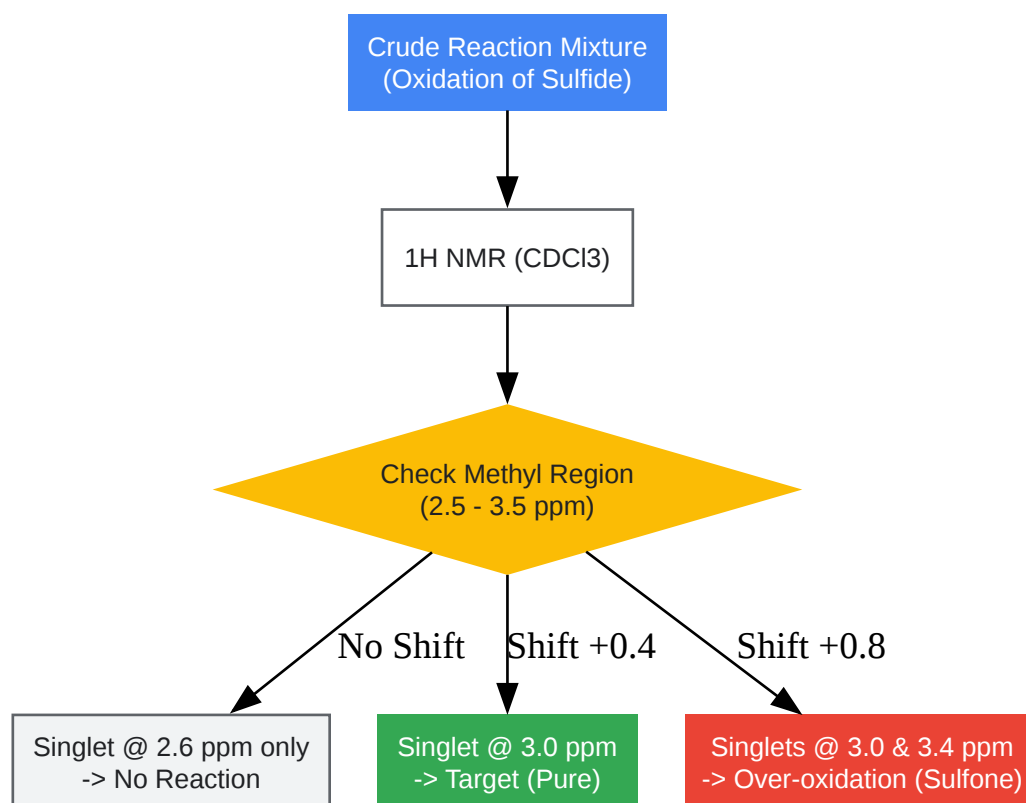 Crude Reaction Mixture
(Oxidation of Sulfide)
1H NMR (CDCl3)
Check Methyl Region
(2.5 - 3.5 ppm)
No Shift
Shift +0.4
Shift +0.8
Singlet @ 2.6 ppm only
-> No Reaction
Singlet @ 3.0 ppm
-> Target (Pure)
Singlets @ 3.0 & 3.4 ppm
-> Over-oxidation (Sulfone)